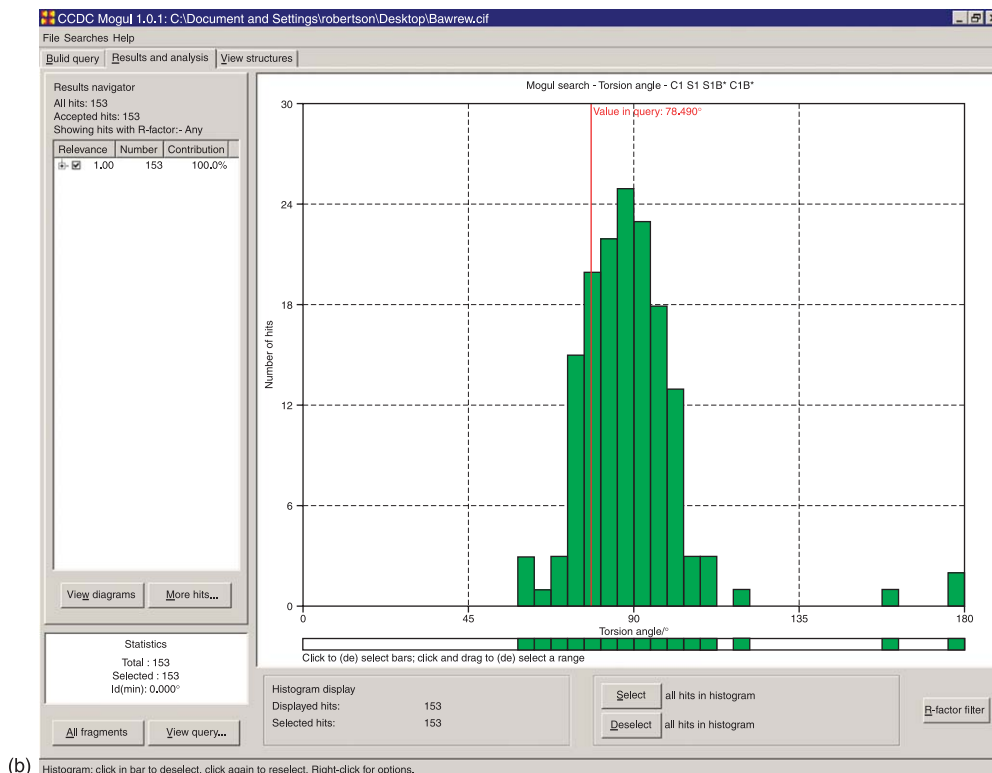 CCDC Mogul 1.0.1: C:\Document and Settings\robertson\Desktop\Bawrew.cif
File Searches Help
Bulid query
Results and analysis
View structures
Results navigator
All hits: 153
Accepted hits: 153
Showing hits with R-factor:- Any
Relevance Number Contribution
1.00 153 100.0%
View diagrams
More hits...
Statistics
Total : 153
Selected : 153
Id(min): 0.000°
All fragments
View query...
Mogul search - Torsion angle - C1 S1 S1B* C1B*
Value in query: 78.490°
Number of hits
30
24
18
12
6
0
0 45 90 135 180
Torsion angle/°
Click to (de) select bars; click and drag to (de) select a range
Histogram display
Displayed hits: 153
Selected hits: 153
Select all hits in histogram
Deselect all hits in histogram
R-factor filter
(b) Histogram: click in bar to deselect, click again to reselect. Right-click for options.